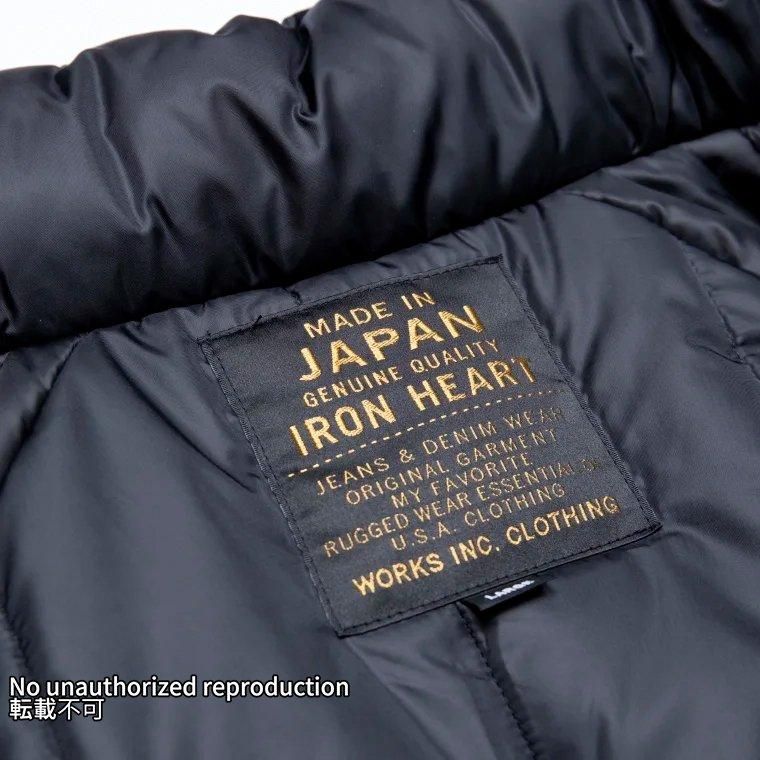 MADE IN
JAPAN
GENUINE QUALITY
IRON HEART
JEANS & DENIM WEAR
ORIGINAL GARMENT
MY FAVORITE
RUGGED WEAR ESSENTIAL OF
U.S.A. CLOTHING
WORKS INC. CLOTHING
LARGE
No unauthorized reproduction
転載不可